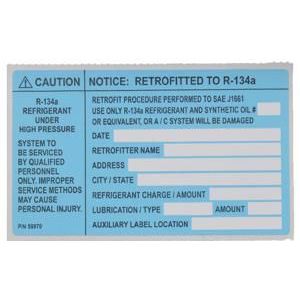 ⚠ CAUTION
R-134a
REFRIGERANT
UNDER
HIGH PRESSURE
SYSTEM TO
BE SERVICED
BY QUALIFIED
PERSONNEL
ONLY. IMPROPER
SERVICE METHODS
MAY CAUSE
PERSONAL INJURY.
P/N 59970
NOTICE: RETROFITTED TO R-134a
RETROFIT PROCEDURE PERFORMED TO SAE J1661
USE ONLY R-134a REFRIGERANT AND SYNTHETIC OIL #
OR EQUIVALENT, OR A / C SYSTEM WILL BE DAMAGED
DATE
RETROFITTER NAME
ADDRESS
CITY / STATE
REFRIGERANT CHARGE / AMOUNT
LUBRICATION / TYPE AMOUNT
AUXILIARY LABEL LOCATION